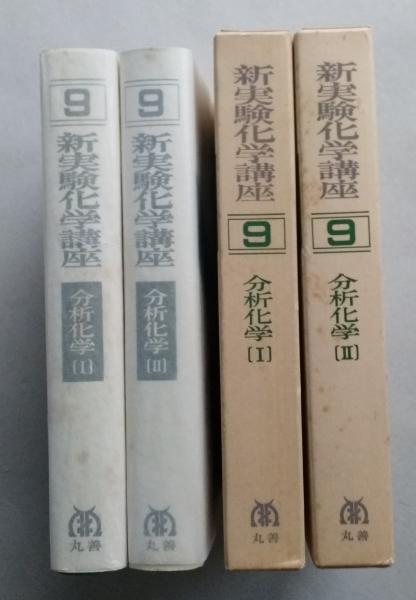 9
新実験化学講座
分析化学
〔I〕
丸善
9
新実験化学講座
分析化学
〔II〕
丸善
新実験化学講座
9
分析化学
〔I〕
丸善
新実験化学講座
9
分析化学
〔II〕
丸善